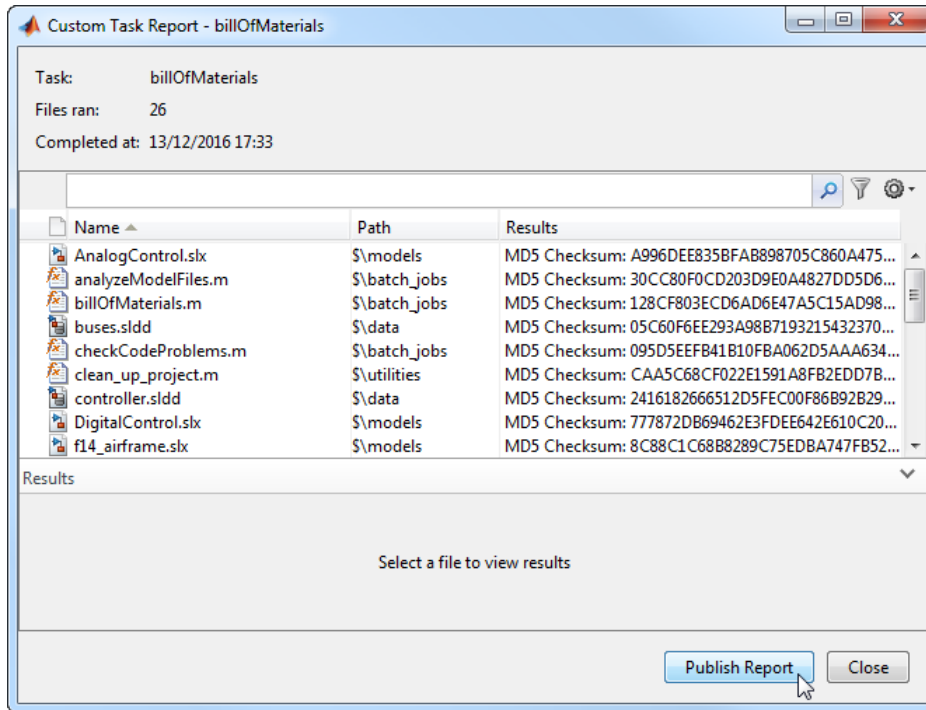 Custom Task Report - billOfMaterials
Task: billOfMaterials
Files ran: 26
Completed at: 13/12/2016 17:33
Name Path Results
AnalogControl.slx $\models MD5 Checksum: A996DEE835BFAB898705C860A475...
analyzeModelFiles.m $\batch_jobs MD5 Checksum: 30CC80F0CD203D9E0A4827DD5D6...
billOfMaterials.m $\batch_jobs MD5 Checksum: 128CF803ECD6AD6E47A5C15AD98...
buses.sldd $\data MD5 Checksum: 05C60F6EE293A98B7193215432370...
checkCodeProblems.m $\batch_jobs MD5 Checksum: 095D5EEFB41B10FBA062D5AAA634...
clean_up_project.m $\utilities MD5 Checksum: CAA5C68CF022E1591A8FB2EDD7B...
controller.sldd $\data MD5 Checksum: 2416182666512D5FEC00F86B92B29...
DigitalControl.slx $\models MD5 Checksum: 777872DB69462E3FDEE642E610C20...
f14_airframe.slx $\models MD5 Checksum: 8C88C1C68B8289C75EDBA747FB52...
Results
Select a file to view results
Publish Report Close